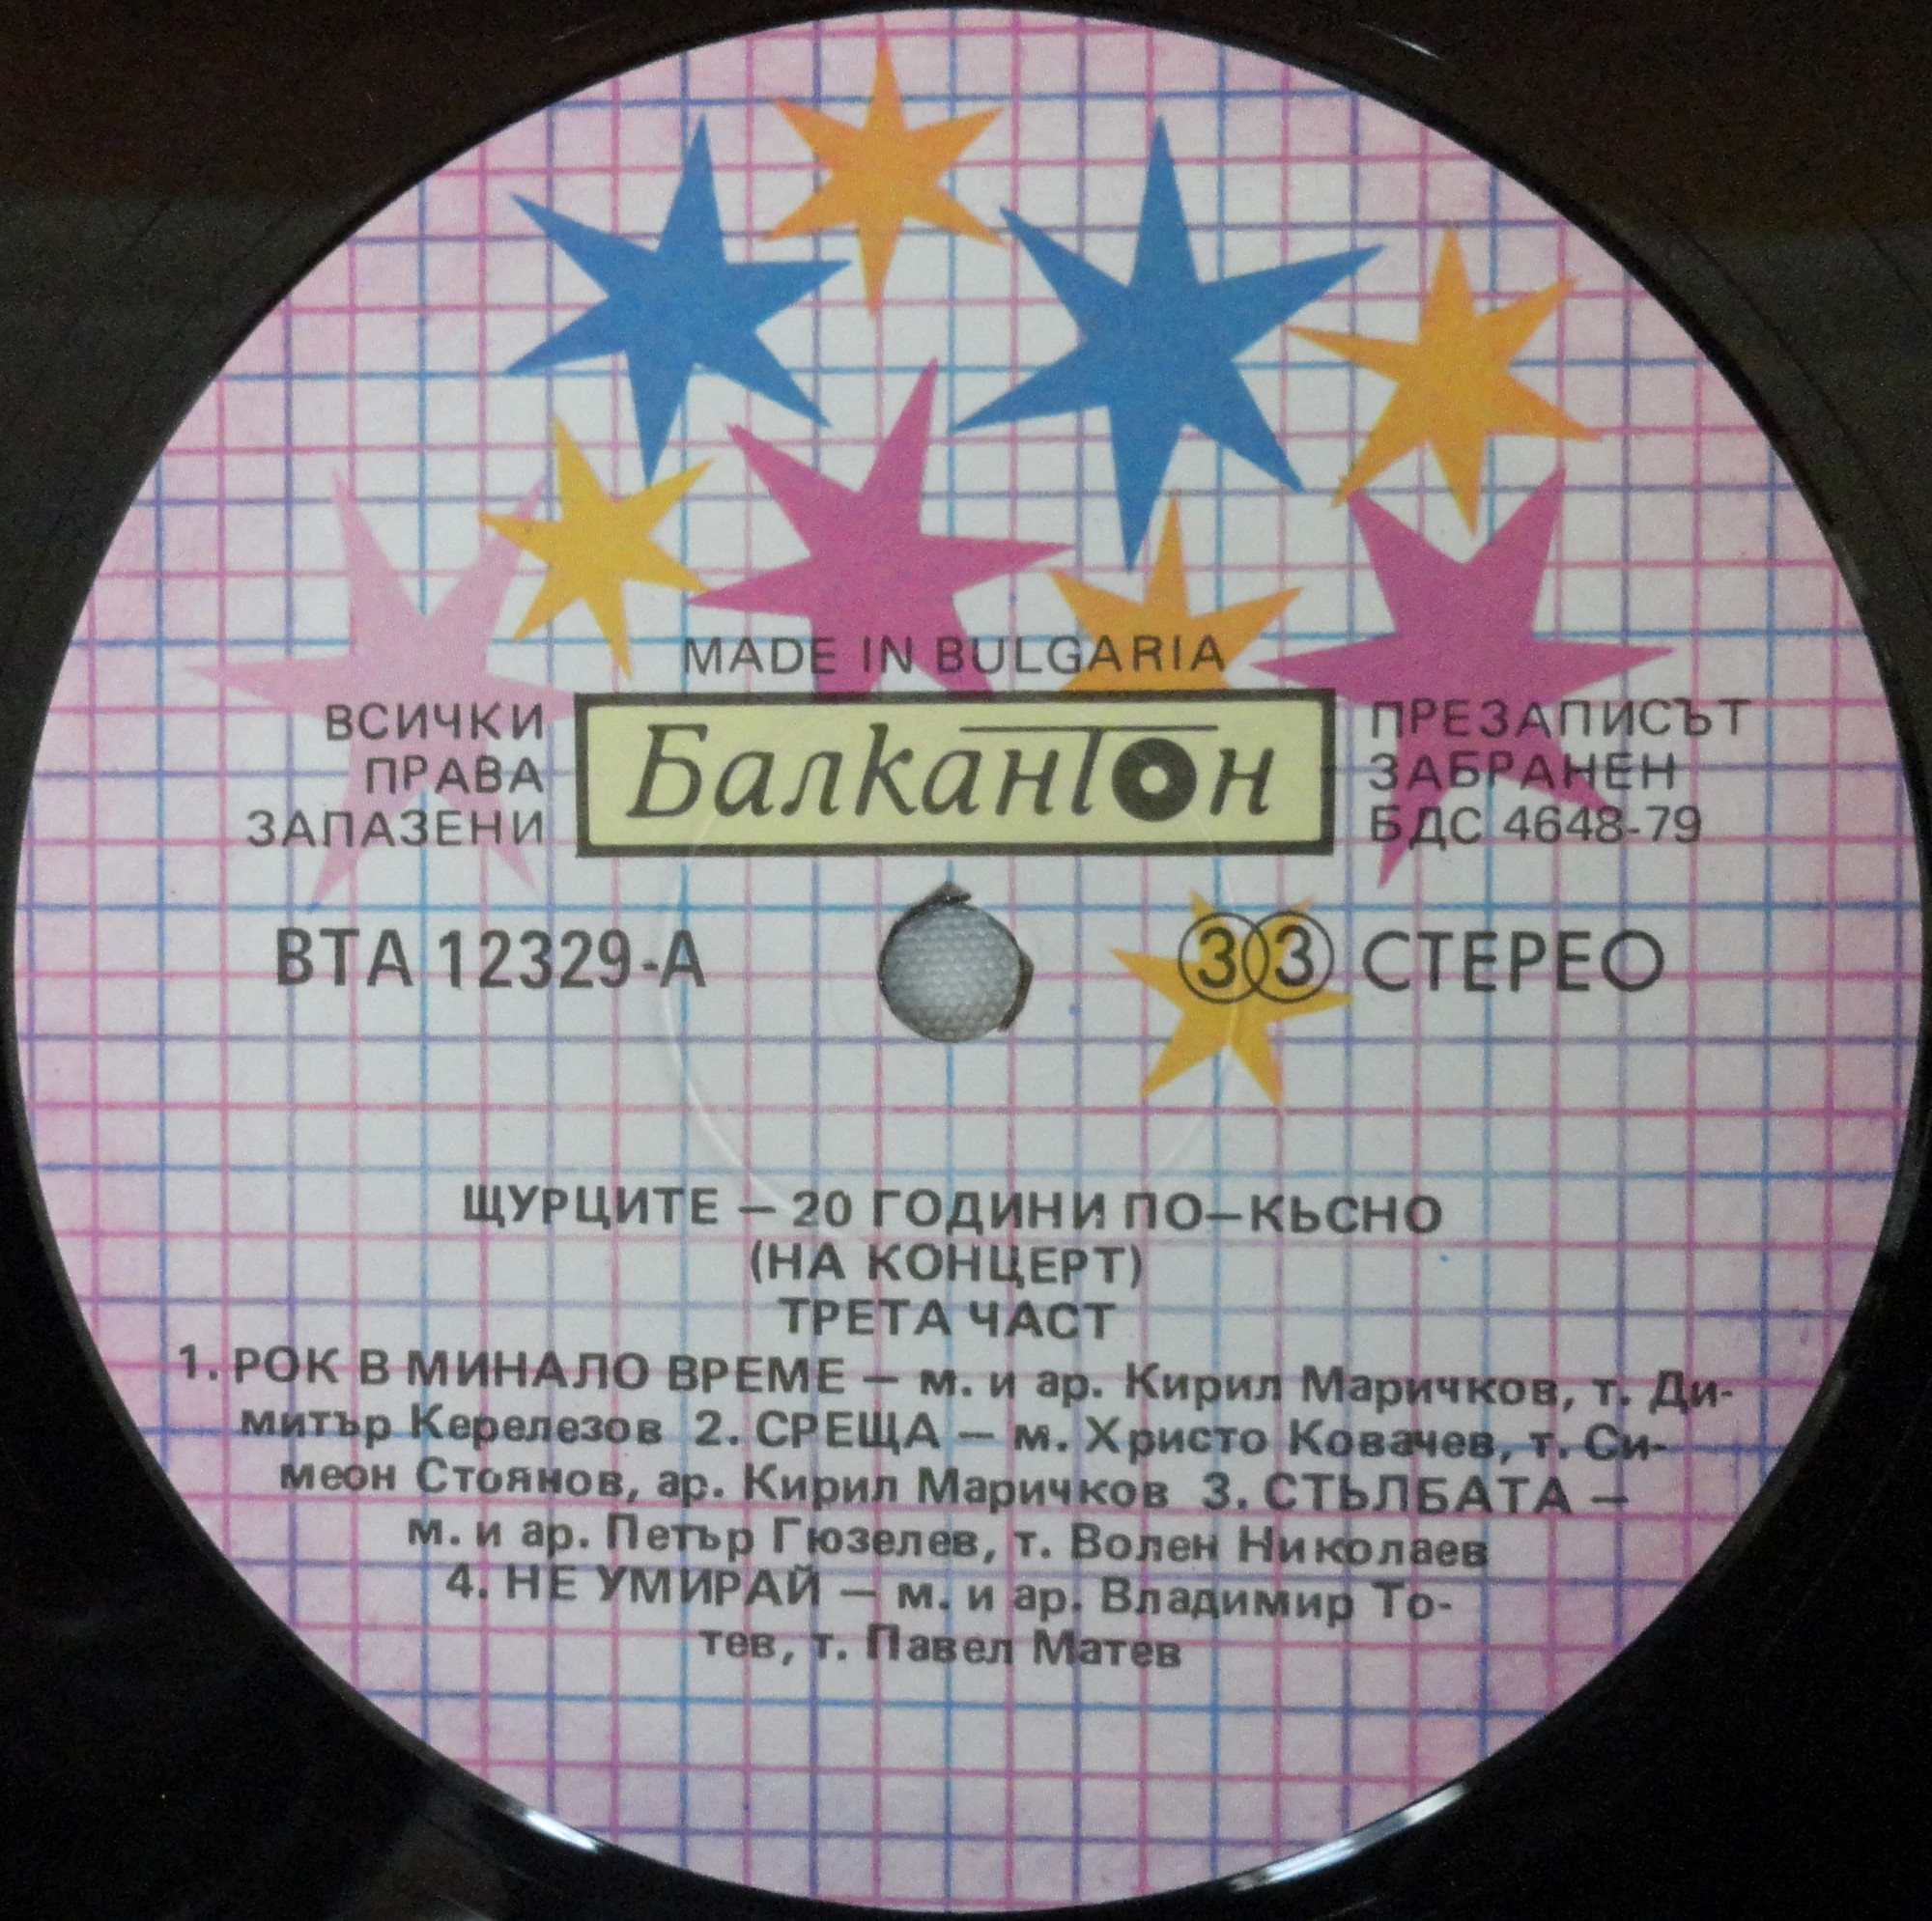 MADE IN BULGARIA
ВСИЧКИ
ПРАВА
ЗАПАЗЕНИ
Балкантон
ПРЕЗАПИСЪТ
ЗАБРАНЕН
БДС 4648-79
ВТА 12329-А
33 СТЕРЕО
ЩУРЦИТЕ – 20 ГОДИНИ ПО–КЬСНО
(НА КОНЦЕРТ)
ТРЕТА ЧАСТ
1. РОК В МИНАЛО ВРЕМЕ – м. и ар. Кирил Маричков, т. Ди-
митър Керелезов 2. СРЕЩА – м. Христо Ковачев, т. Си-
меон Стоянов, ар. Кирил Маричков 3. СТЬЛБАТА –
м. и ар. Петър Гюзелев, т. Волен Николаев
4. НЕ УМИРАЙ – м. и ар. Владимир То-
тев, т. Павел Матев